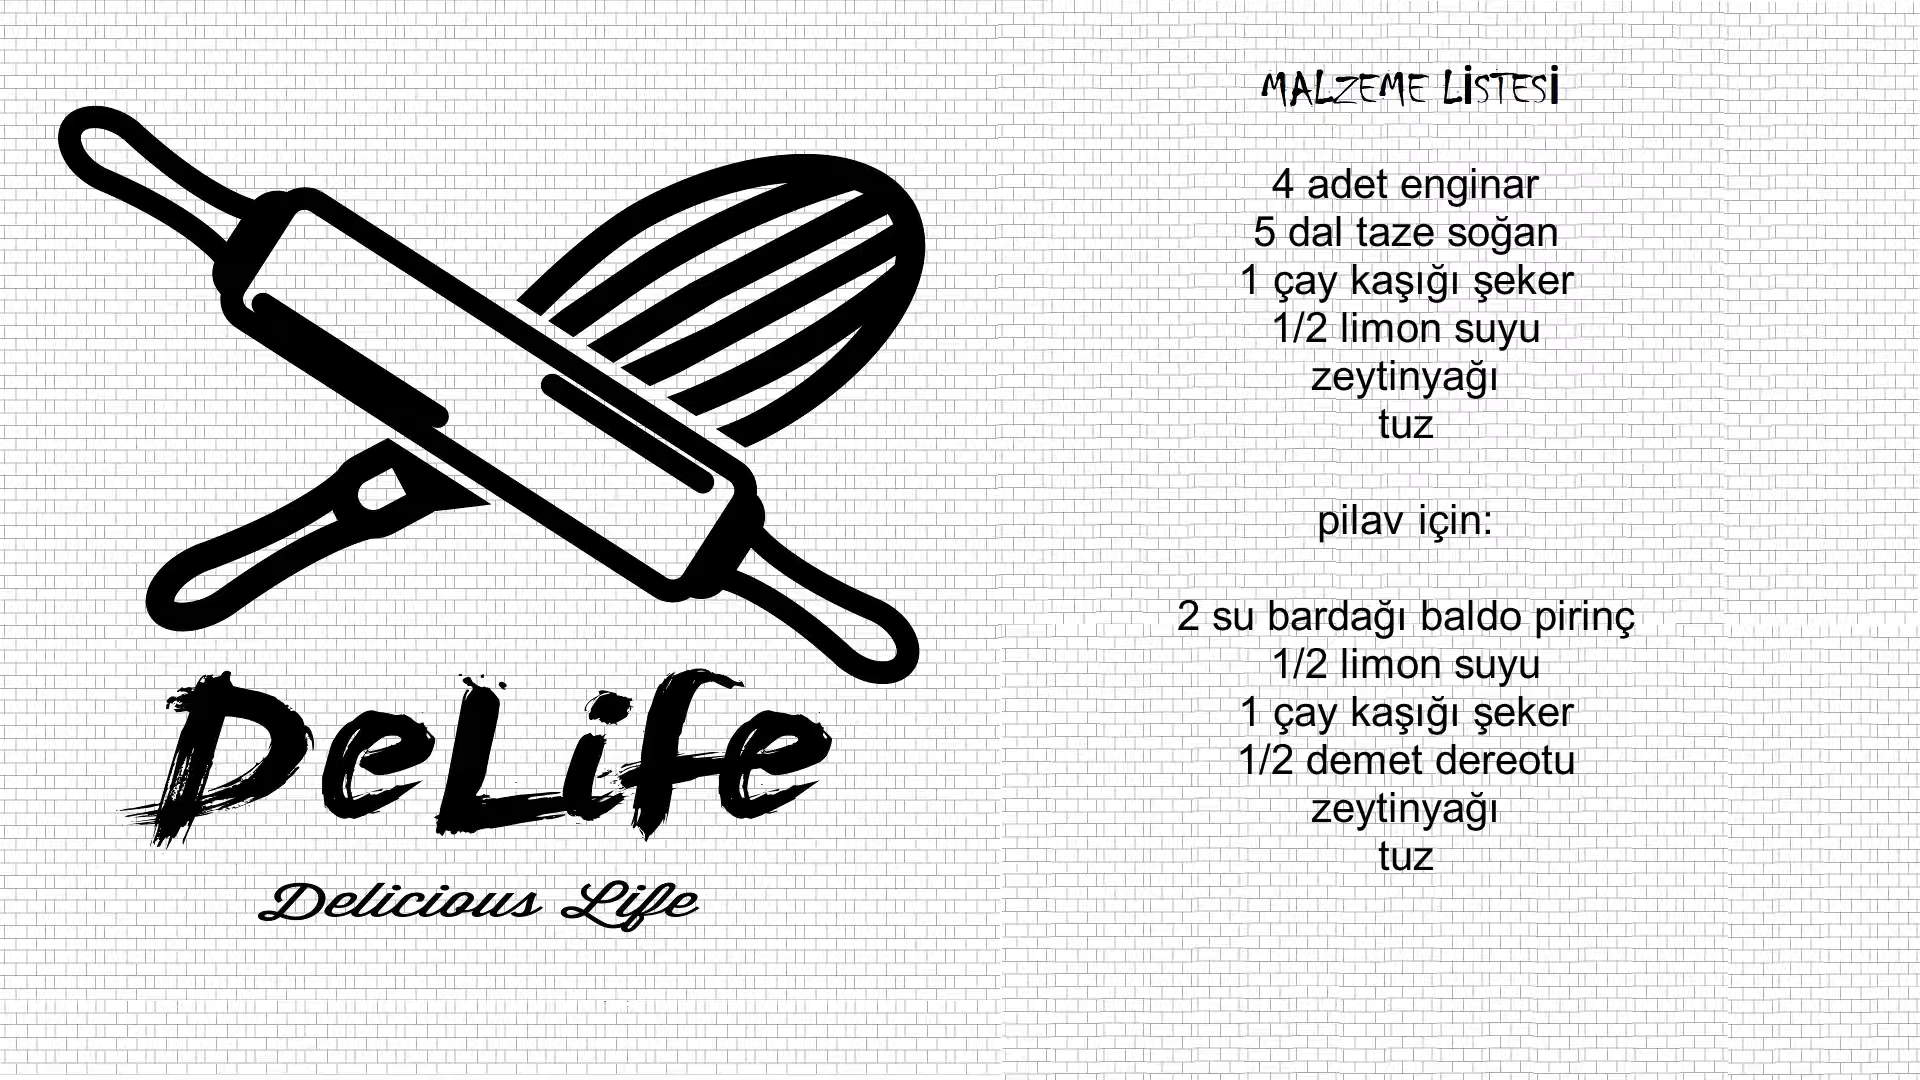 DeLife
Delicious Life
MALZEME LİSTESİ
4 adet enginar
5 dal taze soğan
1 çay kaşığı şeker
1/2 limon suyu
zeytinyağı
tuz
pilav için:
2 su bardağı baldo pirinç
1/2 limon suyu
1 çay kaşığı şeker
1/2 demet dereotu
zeytinyağı
tuz